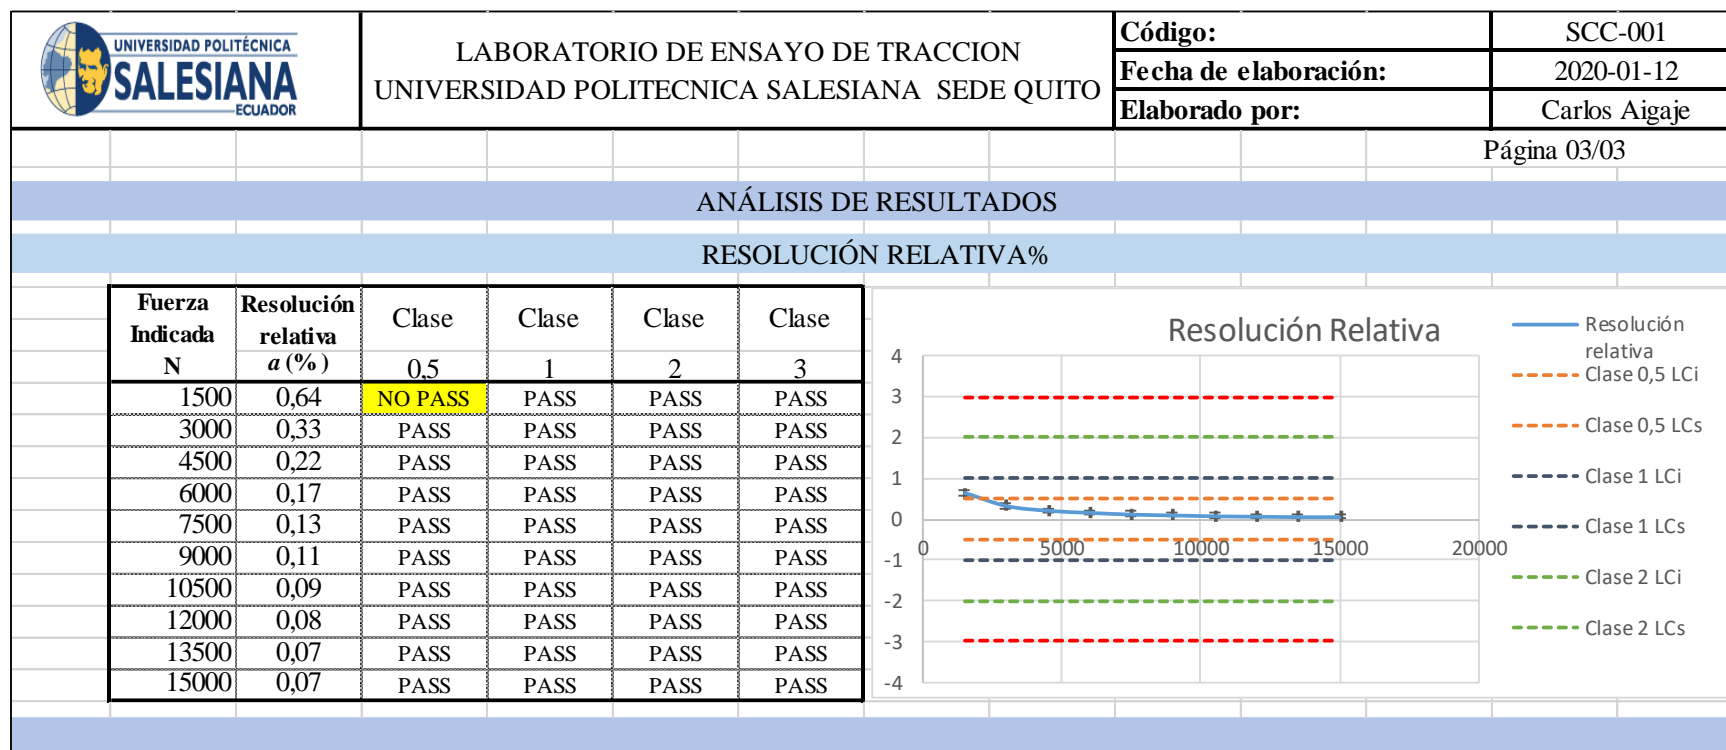 UNIVERSIDAD POLITÉCNICA
SALESIANA
ECUADOR
LABORATORIO DE ENSAYO DE TRACCION
UNIVERSIDAD POLITECNICA SALESIANA SEDE QUITO
Código: SCC-001
Fecha de elaboración: 2020-01-12
Elaborado por: Carlos Aigaje
Página 03/03
ANÁLISIS DE RESULTADOS
RESOLUCIÓN RELATIVA%
Fuerza Indicada N Resolución relativa a (%) Clase 0,5 Clase 1 Clase 2 Clase 3
1500 0,64 NO PASS PASS PASS PASS
3000 0,33 PASS PASS PASS PASS
4500 0,22 PASS PASS PASS PASS
6000 0,17 PASS PASS PASS PASS
7500 0,13 PASS PASS PASS PASS
9000 0,11 PASS PASS PASS PASS
10500 0,09 PASS PASS PASS PASS
12000 0,08 PASS PASS PASS PASS
13500 0,07 PASS PASS PASS PASS
15000 0,07 PASS PASS PASS PASS
Resolución Relativa
4
3
2
1
0
-1
-2
-3
-4
0 5000 10000 15000 20000
Resolución
relativa
Clase 0,5 LCi
Clase 0,5 LCs
Clase 1 LCi
Clase 1 LCs
Clase 2 LCi
Clase 2 LCs